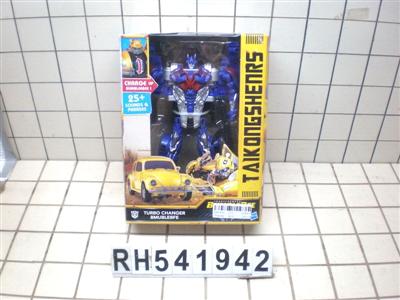 CHARGE UP
BUMBLEBEE!
25+
SOUNDS &
PHRASES
TAIKONGSHENRS
TURBO CHANGER
BMUBLEBFE
RH541942